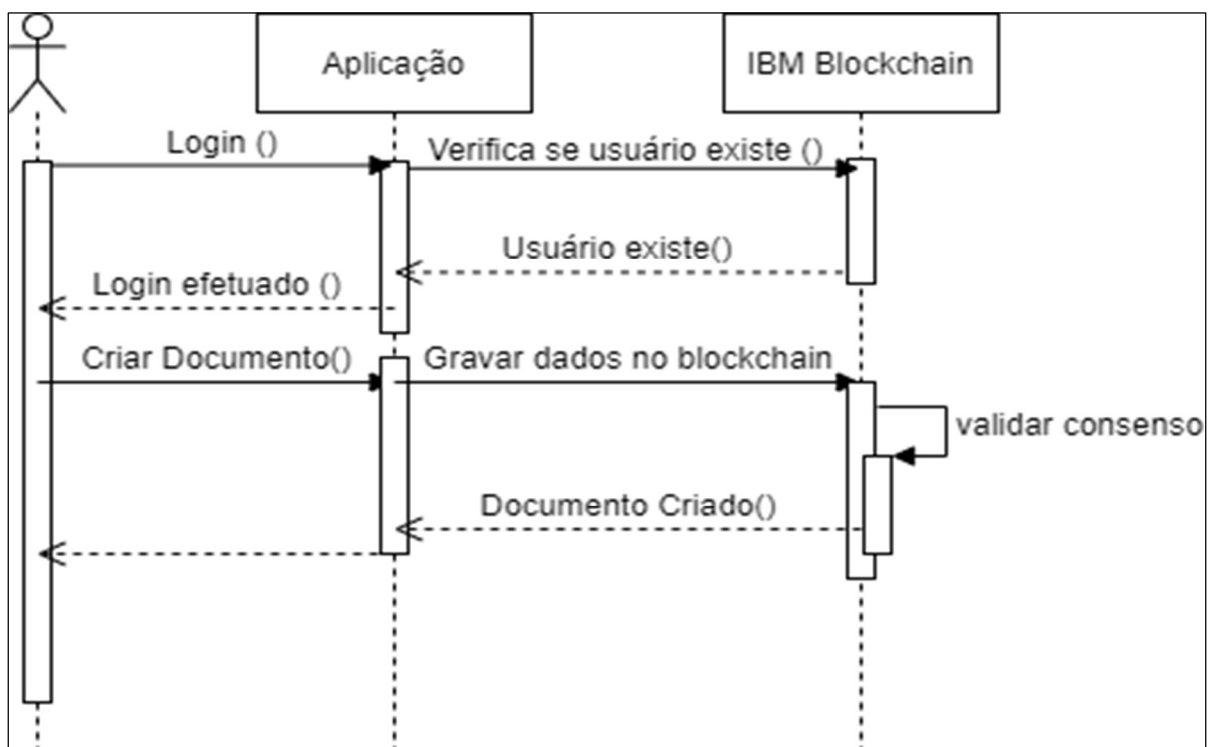 Aplicação
IBM Blockchain
Login ()
Verifica se usuário existe ()
Usuário existe()
Login efetuado ()
Criar Documento()
Gravar dados no blockchain
validar consenso
Documento Criado()